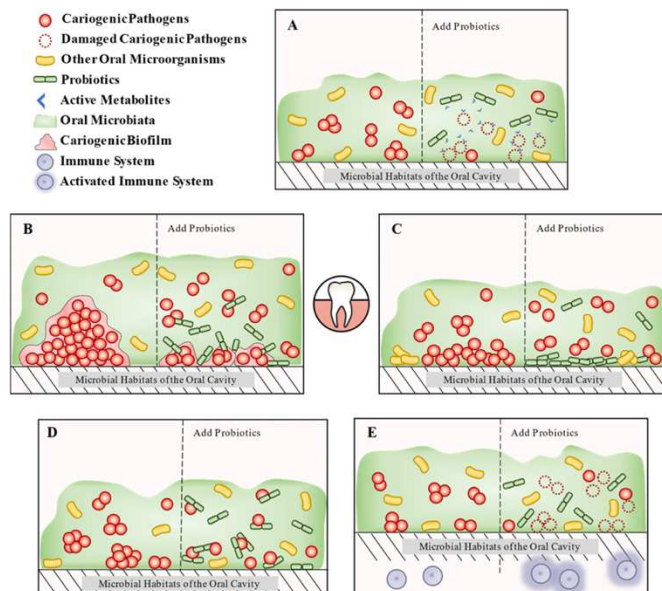 Cariogenic Pathogens
Damaged Cariogenic Pathogens
Other Oral Microorganisms
Probiotics
Active Metabolites
Oral Microbiata
Cariogenic Biofilm
Immune System
Activated Immune System
A
Add Probiotics
Microbial Habitats of the Oral Cavity
B
Add Probiotics
Microbial Habitats of the Oral Cavity
C
Add Probiotics
Microbial Habitats of the Oral Cavity
D
Add Probiotics
Microbial Habitats of the Oral Cavity
E
Add Probiotics
Microbial Habitats of the Oral Cavity